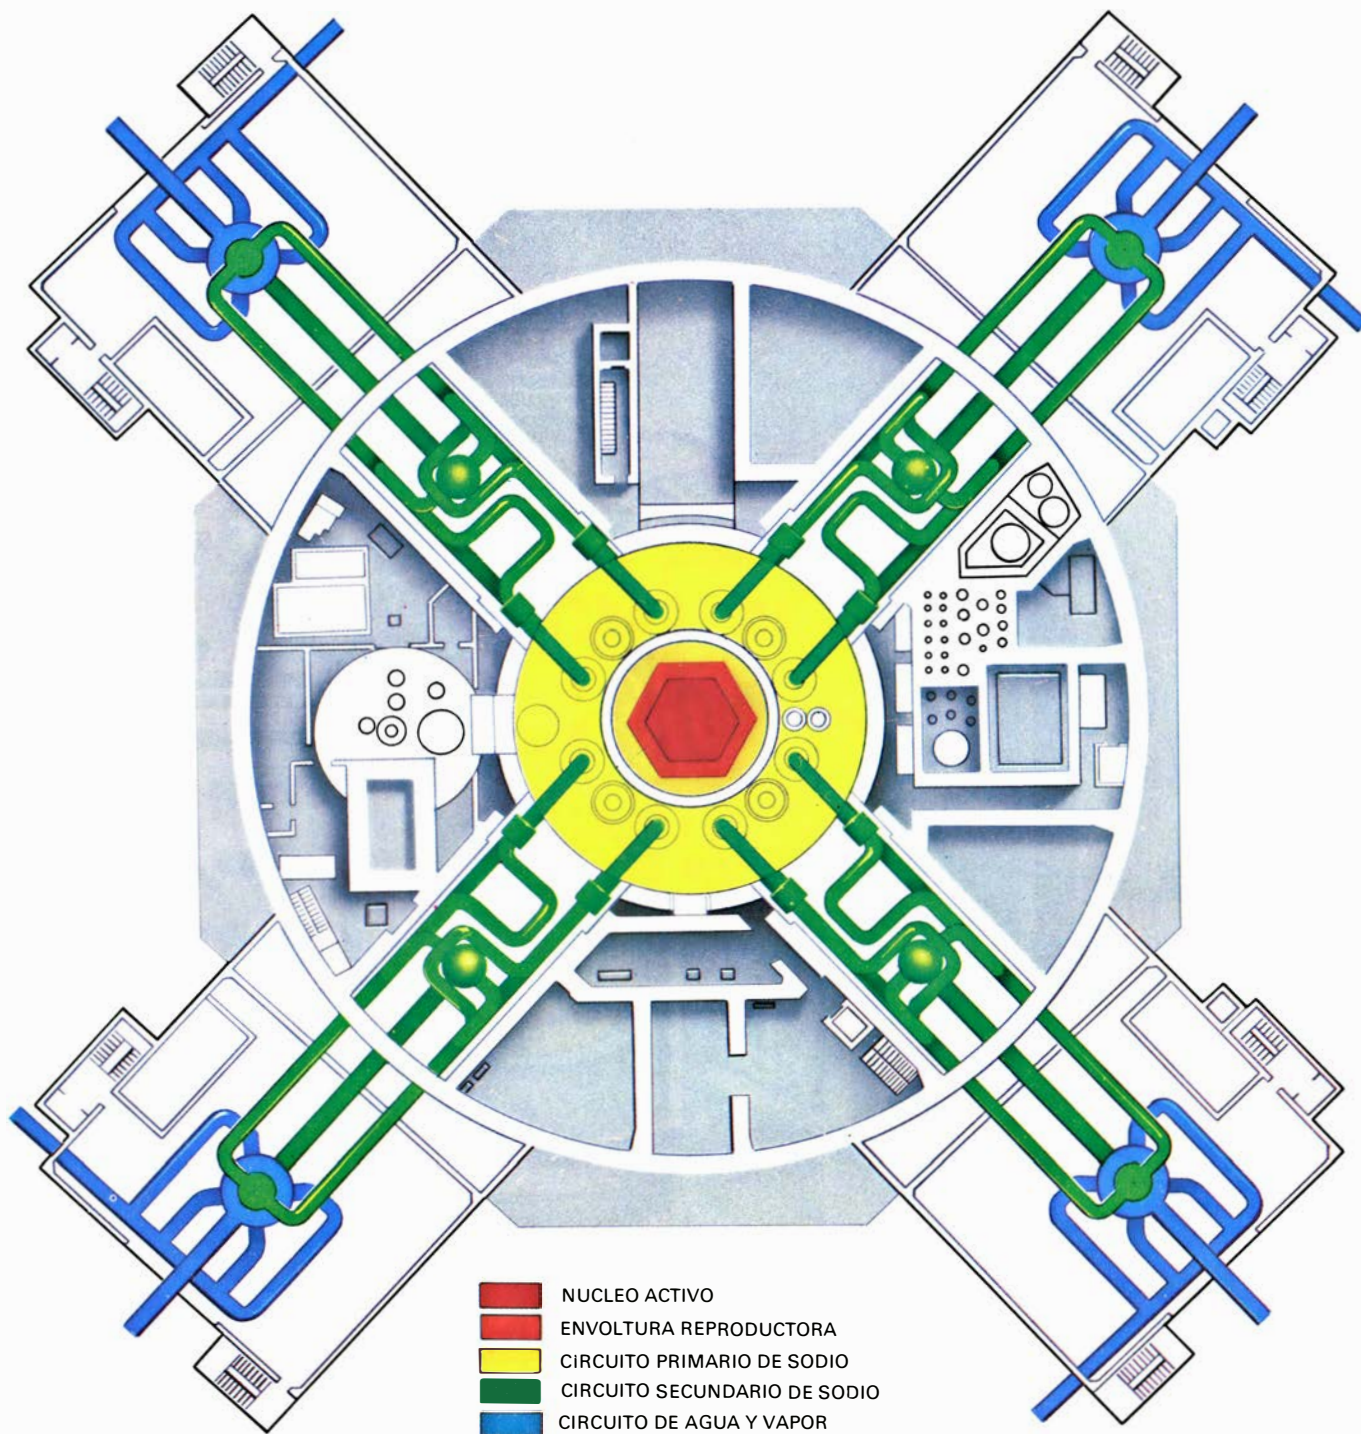 NUCLEO ACTIVO
ENVOLTURA REPRODUCTORA
CIRCUITO PRIMARIO DE SODIO
CIRCUITO SECUNDARIO DE SODIO
CIRCUITO DE AGUA Y VAPOR